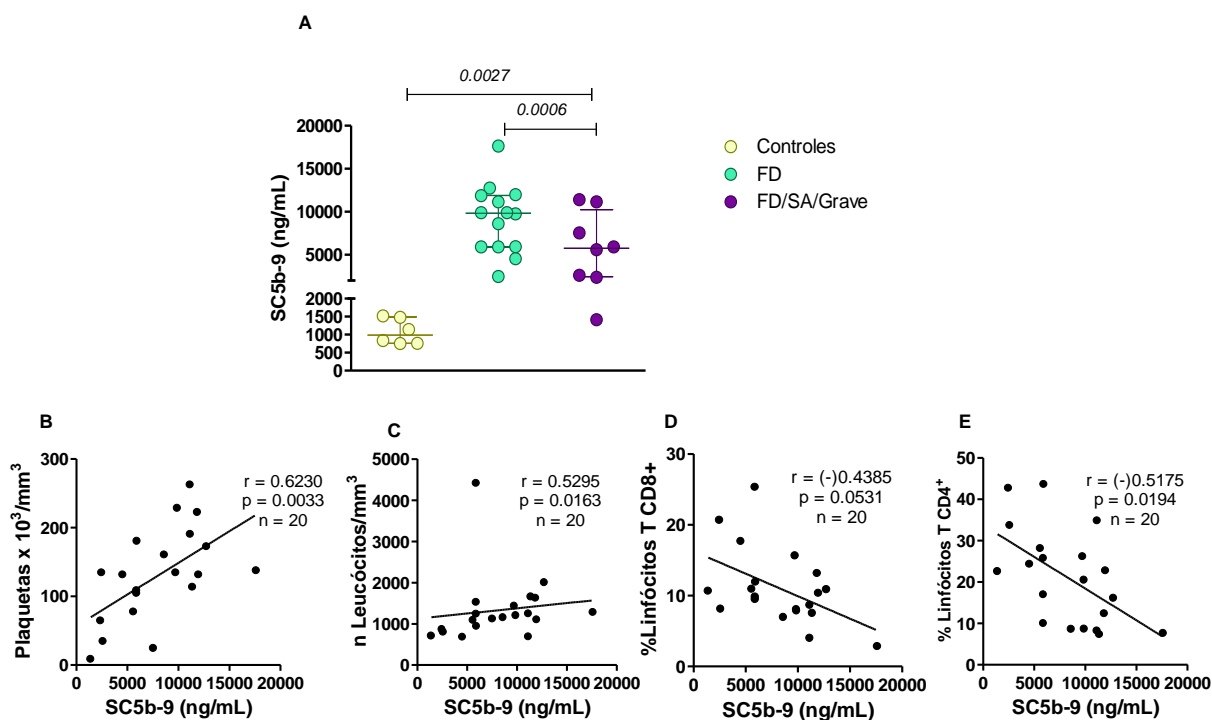 A
0.0027
0.0006
SC5b-9 (ng/mL)
20000
15000
10000
5000
2000
1500
1000
500
0
Controles
FD
FD/SA/Grave
B
Plaquetas x 10³/mm³
300
200
100
0
r = 0.6230
p = 0.0033
n = 20
0 5000 10000 15000 20000
SC5b-9 (ng/mL)
C
n Leucócitos/mm³
5000
4000
3000
2000
1000
0
r = 0.5295
p = 0.0163
n = 20
0 5000 10000 15000 20000
SC5b-9 (ng/mL)
D
%Linfócitos T CD8+
30
20
10
0
r = (-)0.4385
p = 0.0531
n = 20
0 5000 10000 15000 20000
SC5b-9 (ng/mL)
E
% Linfócitos T CD4⁺
50
40
30
20
10
0
r = (-)0.5175
p = 0.0194
n = 20
0 5000 10000 15000 20000
SC5b-9 (ng/mL)